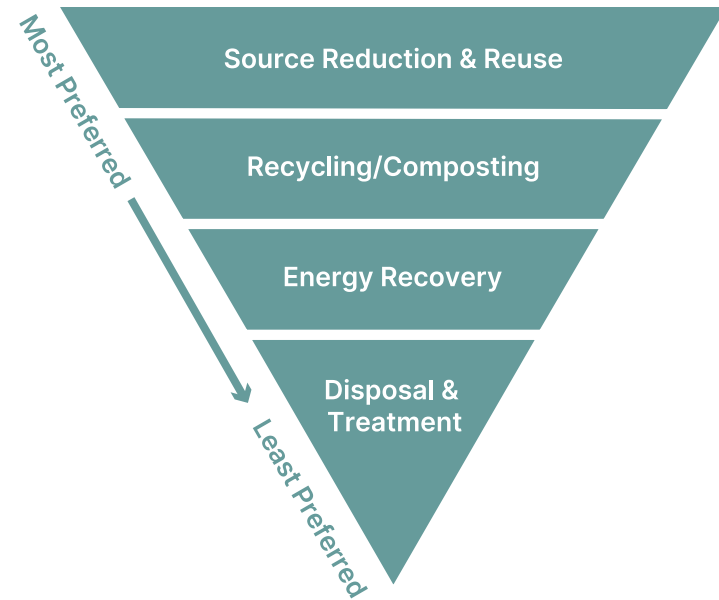 Most Preferred
Source Reduction & Reuse
Recycling/Composting
Energy Recovery
Disposal &
Treatment
Least Preferred